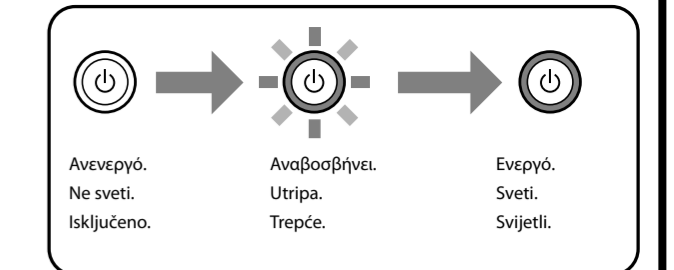 Ανενεργό.
Ne sveti.
Isključeno.
Αναβοσβήνει.
Utripa.
Trepće.
Ενεργό.
Sveti.
Svijetli.